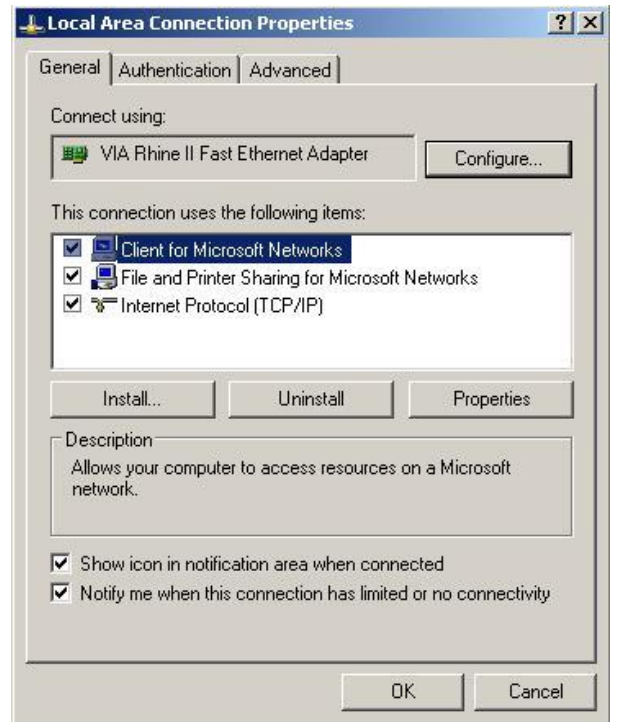 Local Area Connection Properties
General Authentication Advanced
Connect using:
VIA Rhine II Fast Ethernet Adapter Configure...
This connection uses the following items:
Client for Microsoft Networks
File and Printer Sharing for Microsoft Networks
Internet Protocol (TCP/IP)
Install... Uninstall Properties
Description
Allows your computer to access resources on a Microsoft
network.
Show icon in notification area when connected
Notify me when this connection has limited or no connectivity
OK Cancel